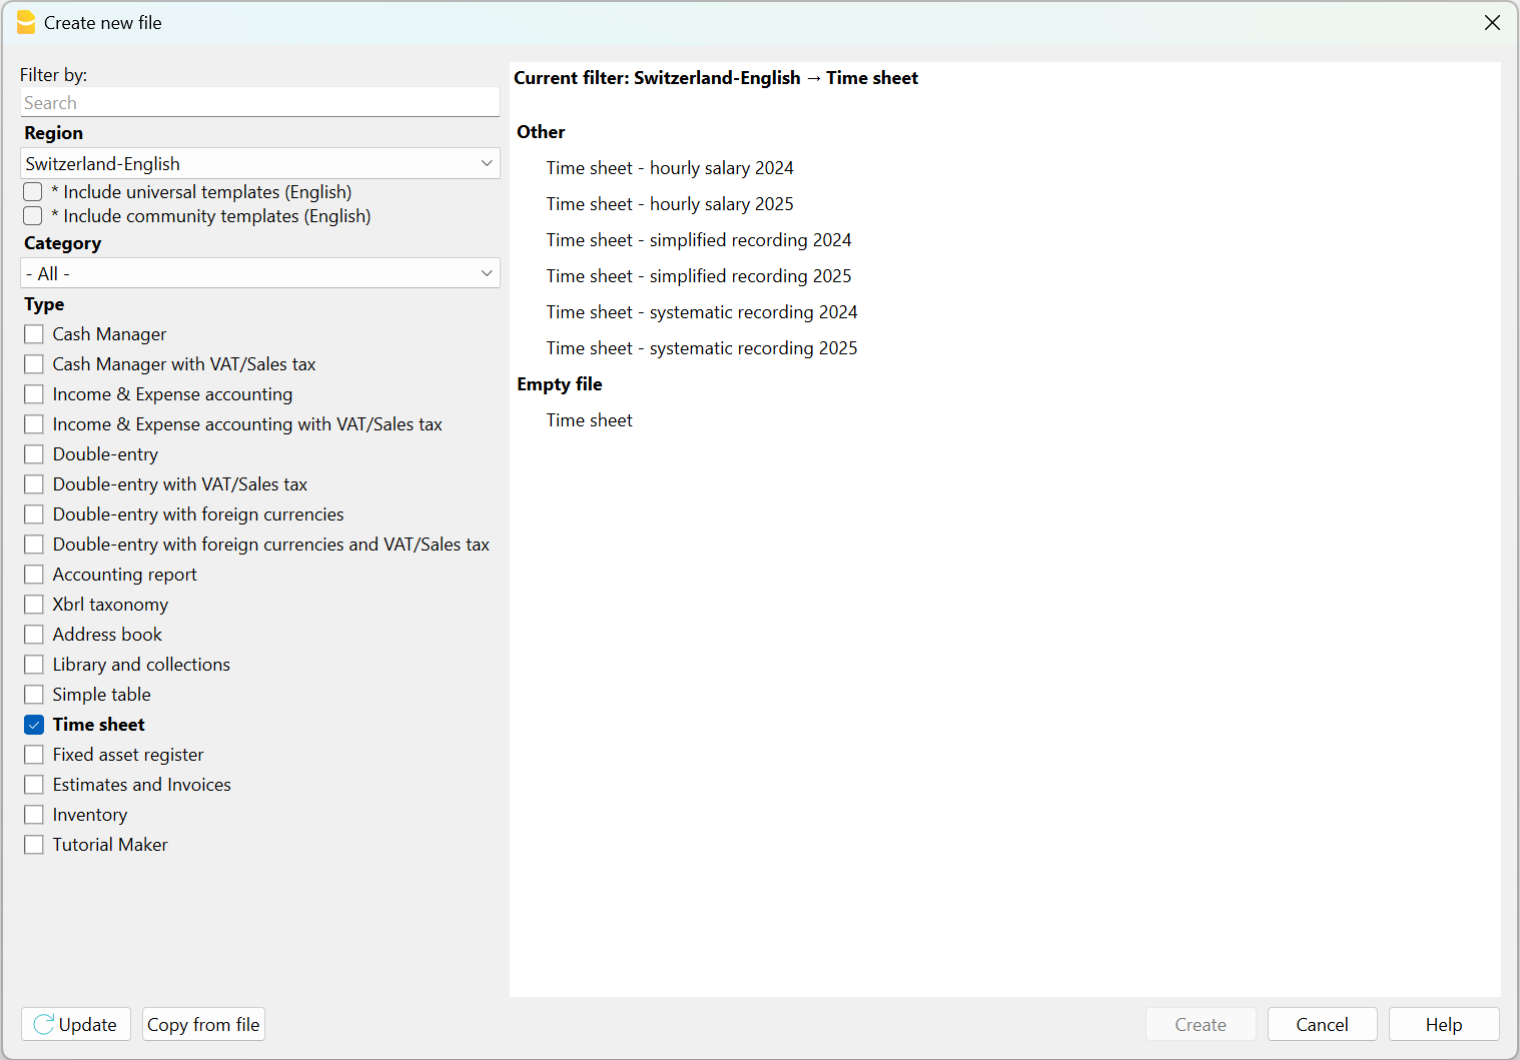 Create new file
Filter by:
Search
Region
Switzerland-English
* Include universal templates (English)
* Include community templates (English)
Category
- All -
Type
Cash Manager
Cash Manager with VAT/Sales tax
Income & Expense accounting
Income & Expense accounting with VAT/Sales tax
Double-entry
Double-entry with VAT/Sales tax
Double-entry with foreign currencies
Double-entry with foreign currencies and VAT/Sales tax
Accounting report
Xbrl taxonomy
Address book
Library and collections
Simple table
Time sheet
Fixed asset register
Estimates and Invoices
Inventory
Tutorial Maker
Current filter: Switzerland-English → Time sheet
Other
Time sheet - hourly salary 2024
Time sheet - hourly salary 2025
Time sheet - simplified recording 2024
Time sheet - simplified recording 2025
Time sheet - systematic recording 2024
Time sheet - systematic recording 2025
Empty file
Time sheet
Update
Copy from file
Create
Cancel
Help